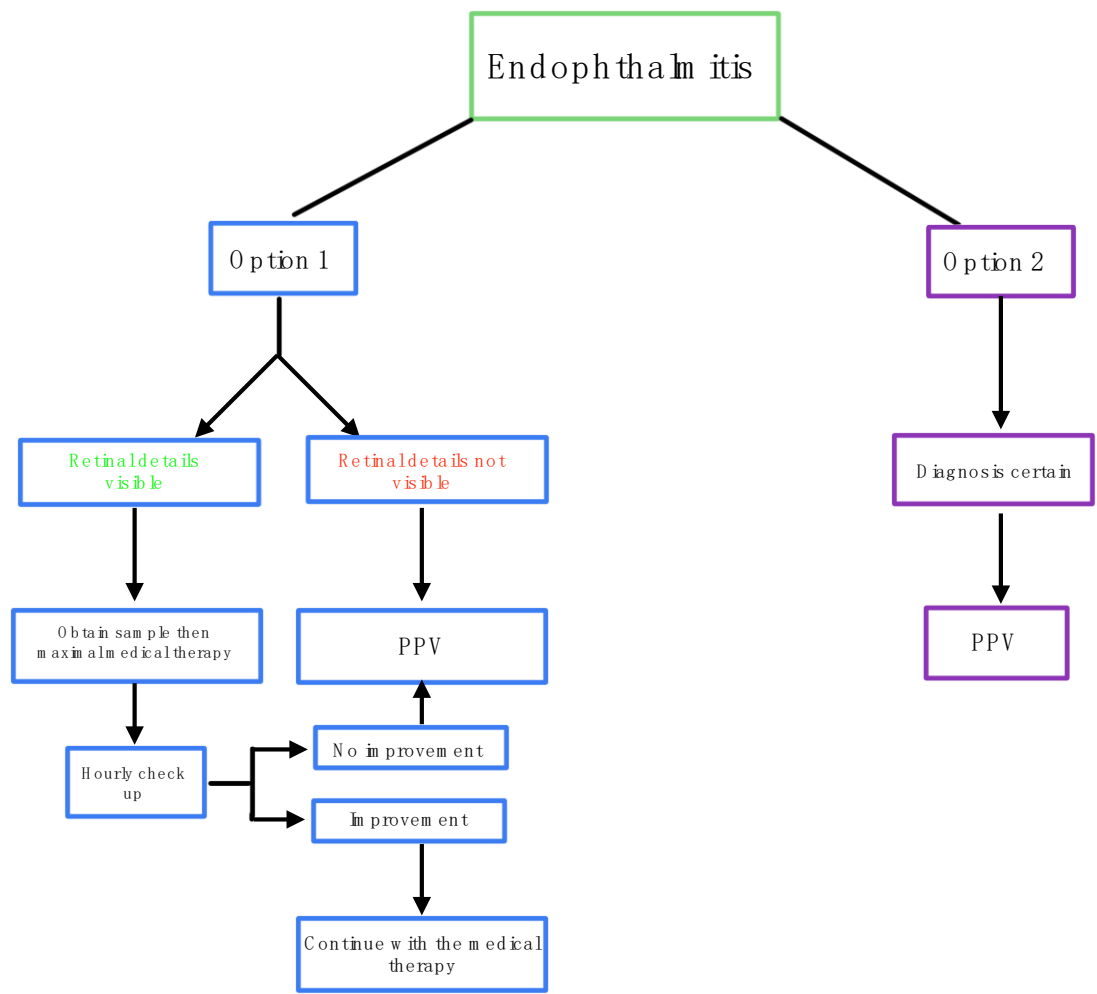 Endophthalmitis
Option 1
Option 2
Retinal details
visible
Retinal details not
visible
Diagnosis certain
Obtain sample then
maximal medical therapy
PPV
PPV
Hourly check
up
No improvement
Improvement
Continue with the medical
therapy